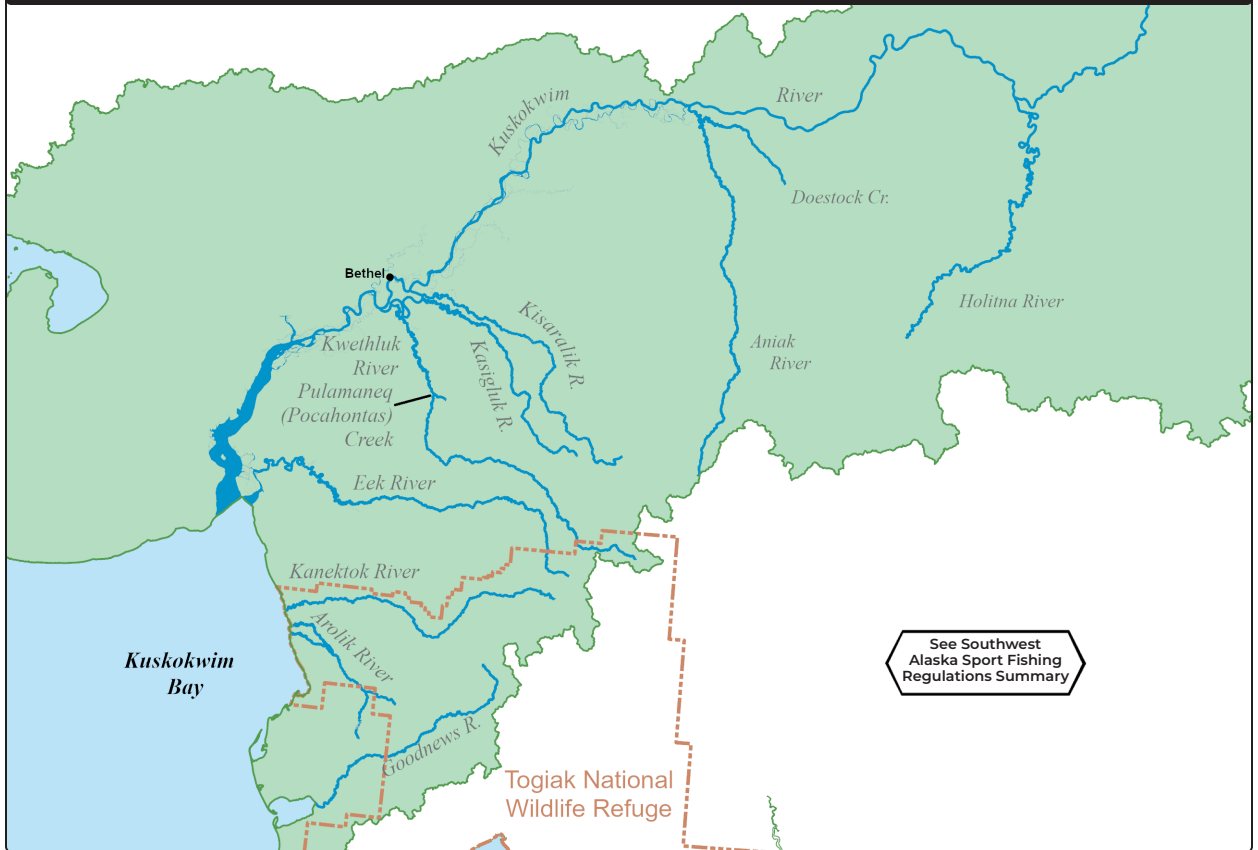 Kuskokwim
River
Doestock Cr.
Bethel
Holitna River
Kisaralik R.
Kwethluk
River
Kasigluk R.
Aniak
River
Pulamaneq
(Pocahontas)
Creek
Eek River
Kanektok River
Arolik River
See Southwest
Alaska Sport Fishing
Regulations Summary
Kuskokwim
Bay
Goodnews R.
Togiak National
Wildlife Refuge